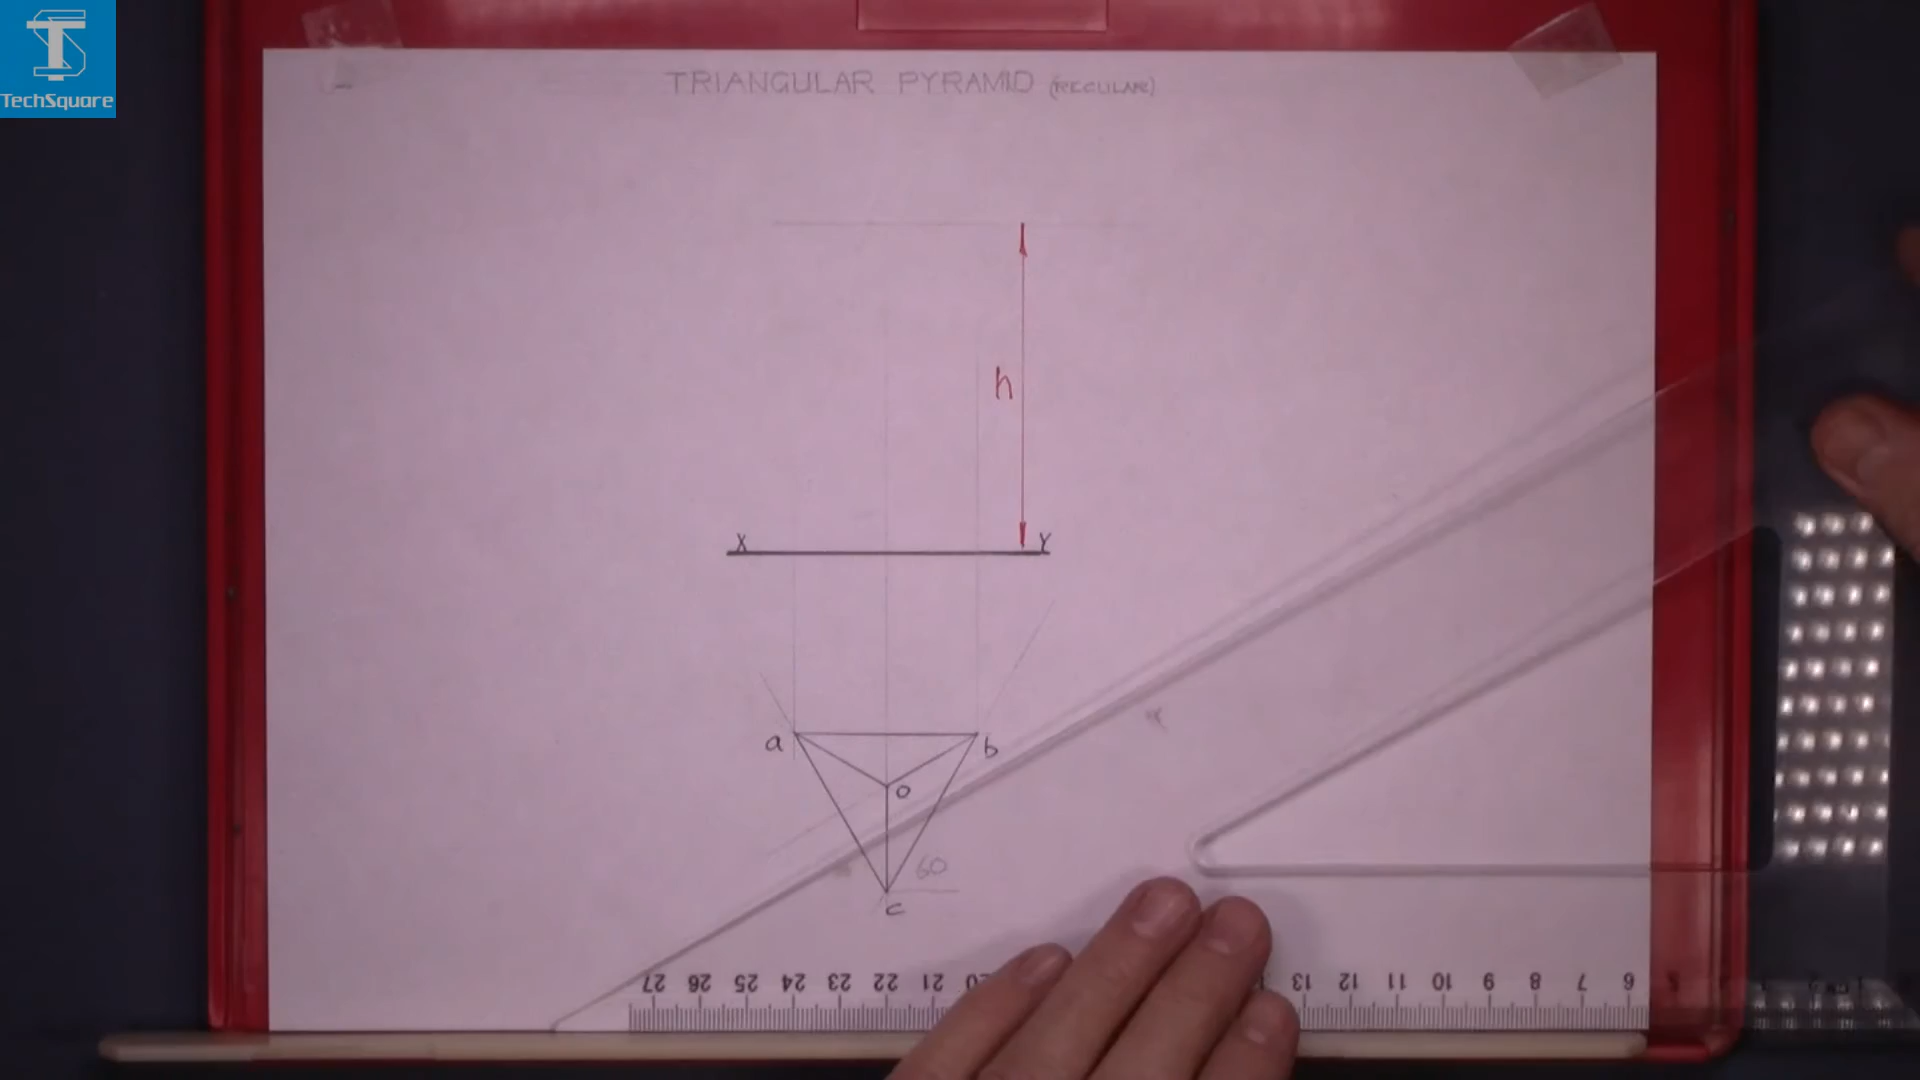 TechSquare
TRIANGULAR PYRAMID (REGULAR)
h
X Y
a b
o
60
c
27 26 25 24 23 22 21 13 12 11 10 9 8 7 6